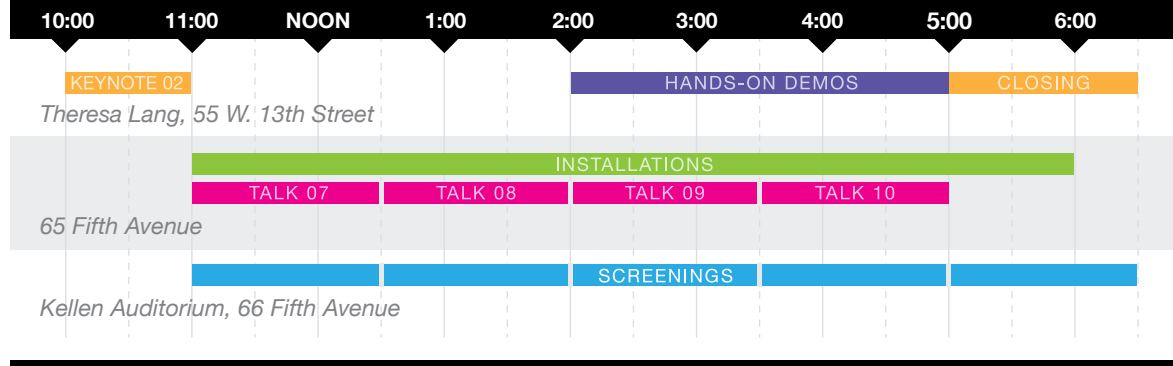 10:00 11:00 NOON 1:00 2:00 3:00 4:00 5:00 6:00
KEYNOTE 02 HANDS-ON DEMOS CLOSING
Theresa Lang, 55 W. 13th Street
INSTALLATIONS
TALK 07 TALK 08 TALK 09 TALK 10
65 Fifth Avenue
SCREENINGS
Kellen Auditorium, 66 Fifth Avenue